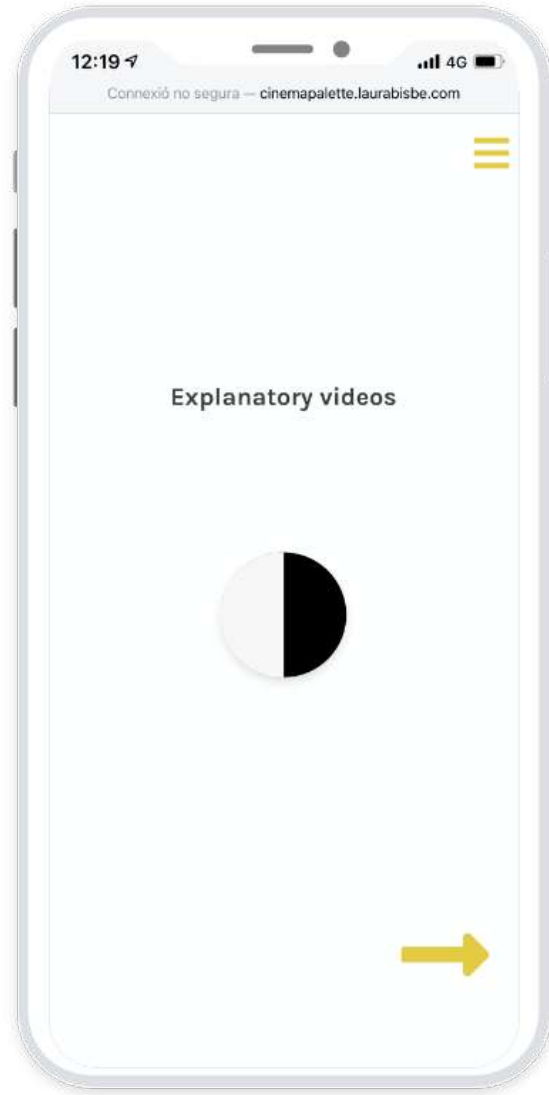 12:19
4G
Connexió no segura — cinemapalette.laurabisbe.com
Explanatory videos